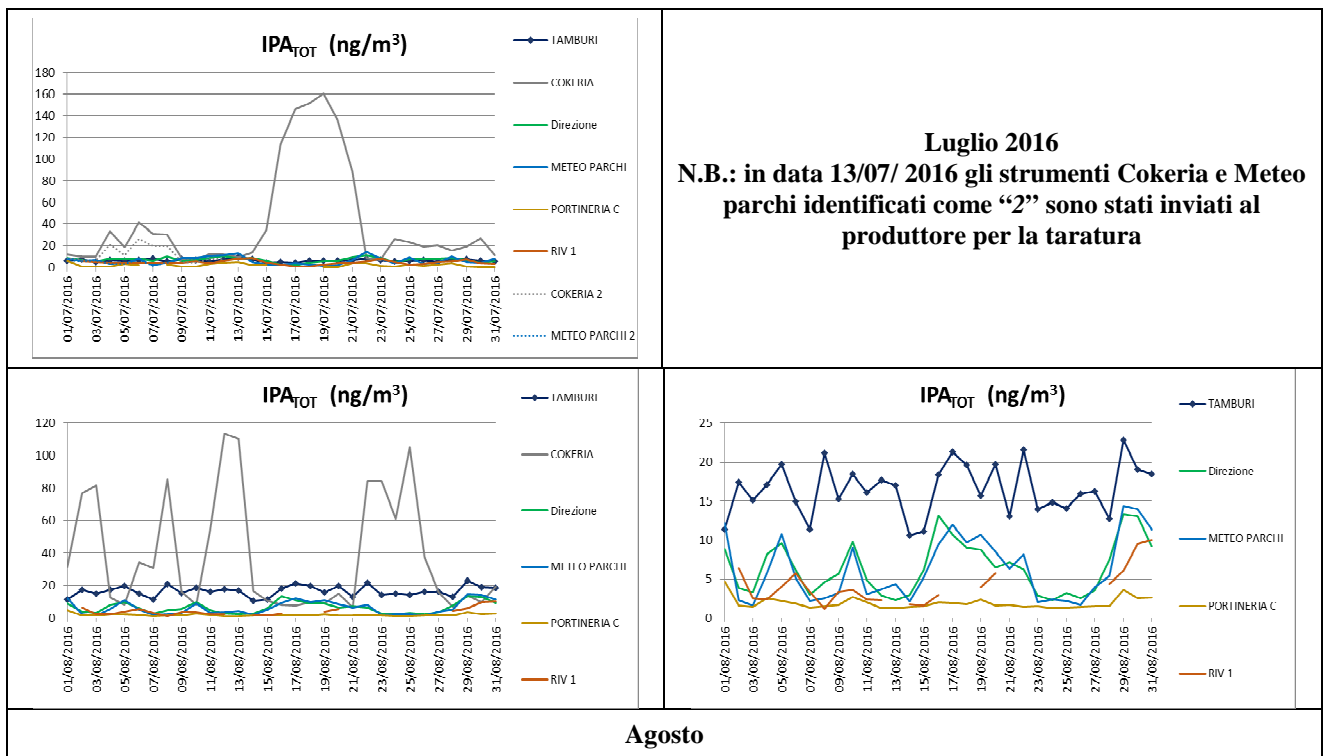 IPATOT (ng/m3)
180
160
140
120
100
80
60
40
20
0
01/07/2016
03/07/2016
05/07/2016
07/07/2016
09/07/2016
11/07/2016
13/07/2016
15/07/2016
17/07/2016
19/07/2016
21/07/2016
23/07/2016
25/07/2016
27/07/2016
29/07/2016
31/07/2016
TAMBURI
COKERIA
Direzione
METEO PARCHI
PORTINERIA C
RIV 1
COKERIA 2
METEO PARCHI 2
Luglio 2016
N.B.: in data 13/07/ 2016 gli strumenti Cokeria e Meteo
parchi identificati come “2” sono stati inviati al
produttore per la taratura
IPATOT (ng/m3)
120
100
80
60
40
20
0
01/08/2016
03/08/2016
05/08/2016
07/08/2016
09/08/2016
11/08/2016
13/08/2016
15/08/2016
17/08/2016
19/08/2016
21/08/2016
23/08/2016
25/08/2016
27/08/2016
29/08/2016
31/08/2016
TAMBURI
COKERIA
Direzione
METEO PARCHI
PORTINERIA C
RIV 1
IPATOT (ng/m3)
25
20
15
10
5
0
01/08/2016
03/08/2016
05/08/2016
07/08/2016
09/08/2016
11/08/2016
13/08/2016
15/08/2016
17/08/2016
19/08/2016
21/08/2016
23/08/2016
25/08/2016
27/08/2016
29/08/2016
31/08/2016
TAMBURI
Direzione
METEO PARCHI
PORTINERIA C
RIV 1
Agosto